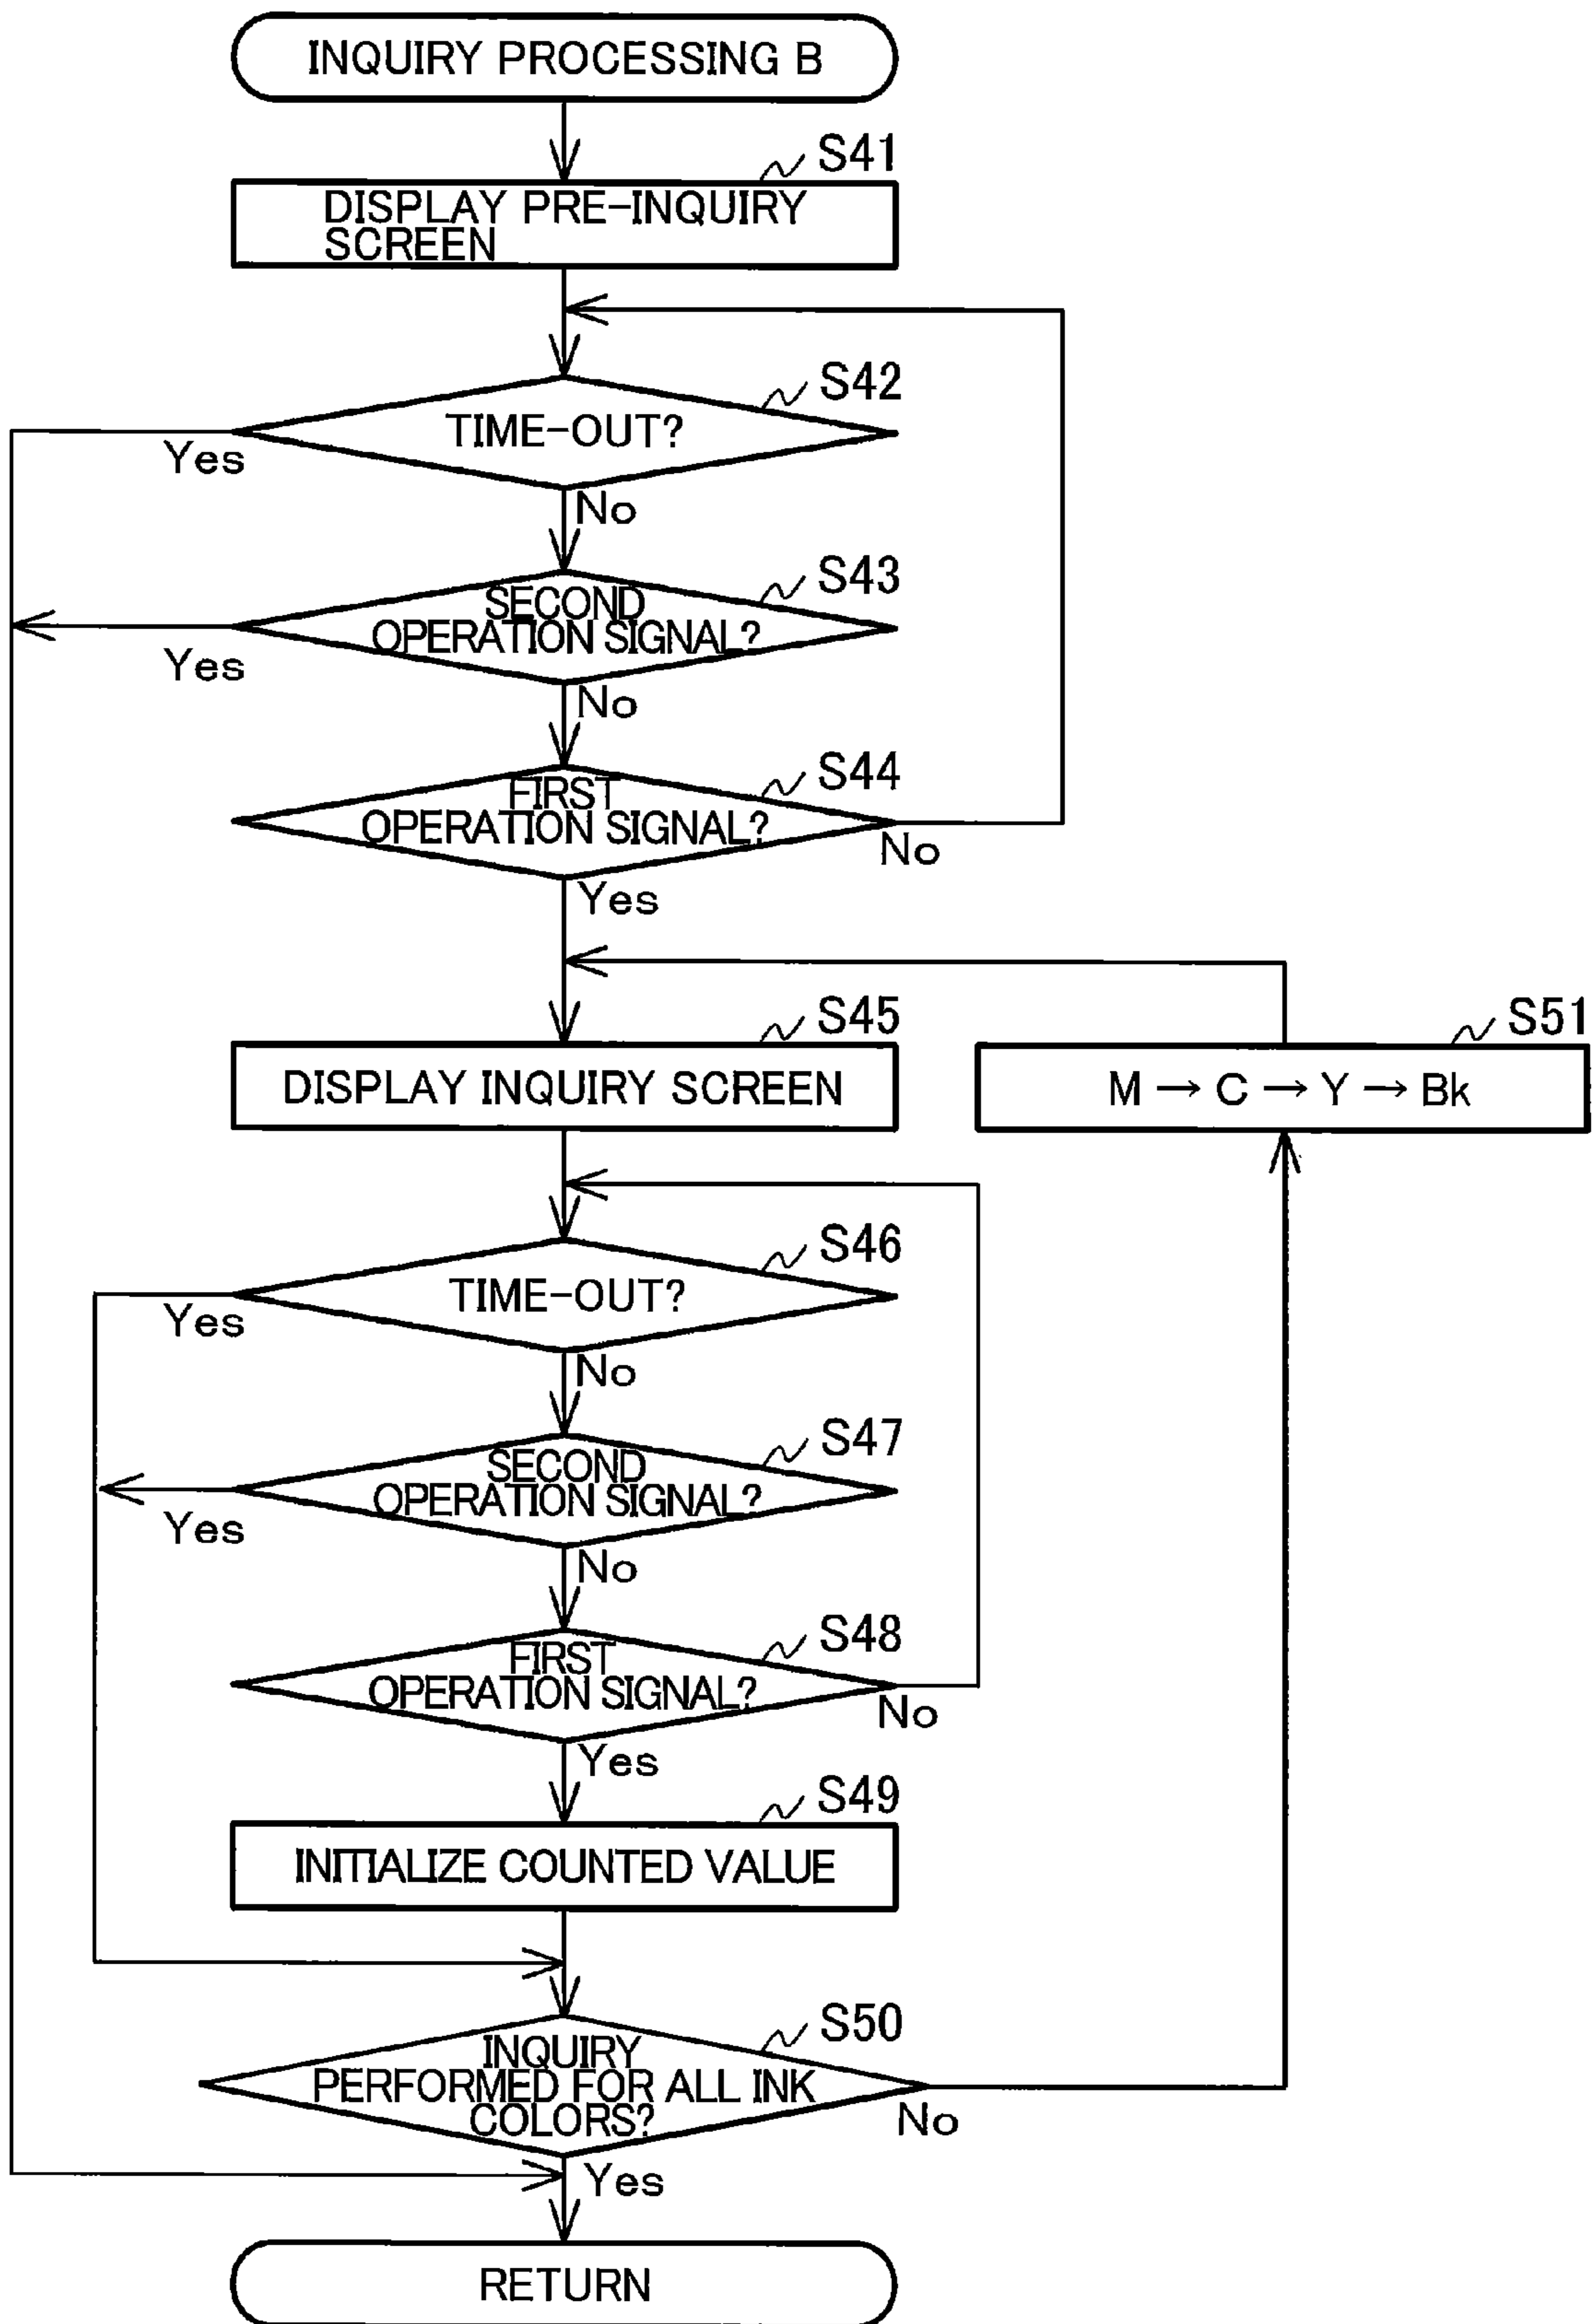 INQUIRY PROCESSING B
S41
DISPLAY PRE-INQUIRY
SCREEN
S42
TIME-OUT?
Yes
No
S43
SECOND
OPERATION SIGNAL?
Yes
No
S44
FIRST
OPERATION SIGNAL?
No
Yes
S45
DISPLAY INQUIRY SCREEN
S51
M → C → Y → Bk
S46
TIME-OUT?
Yes
No
S47
SECOND
OPERATION SIGNAL?
Yes
No
S48
FIRST
OPERATION SIGNAL?
No
Yes
S49
INITIALIZE COUNTED VALUE
S50
INQUIRY
PERFORMED FOR ALL INK
COLORS?
No
Yes
RETURN